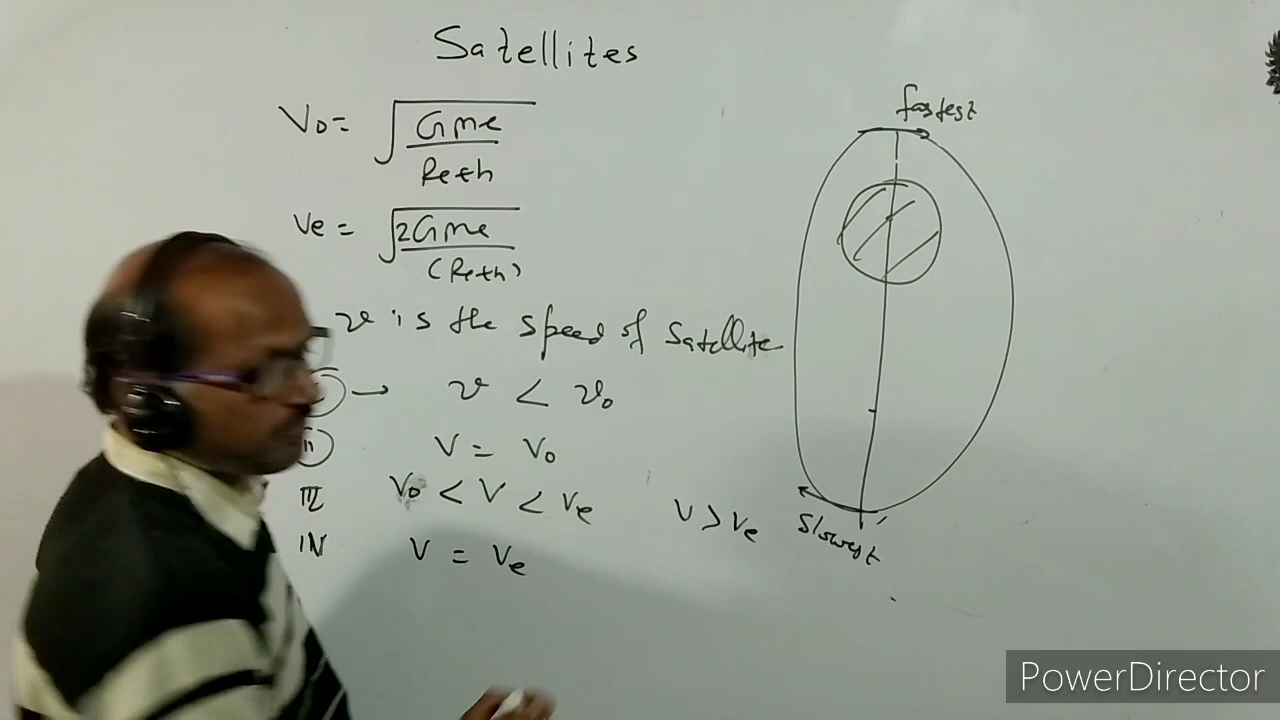 Satellites
V₀ = √(GMe / Re+h)
Ve = √(2GMe / (Re+h))
v is the speed of satellite
→ v < v₀
II V = V₀
III V₀ < V < Ve
V > Ve
IV V = Ve
fastest
slowest
PowerDirector